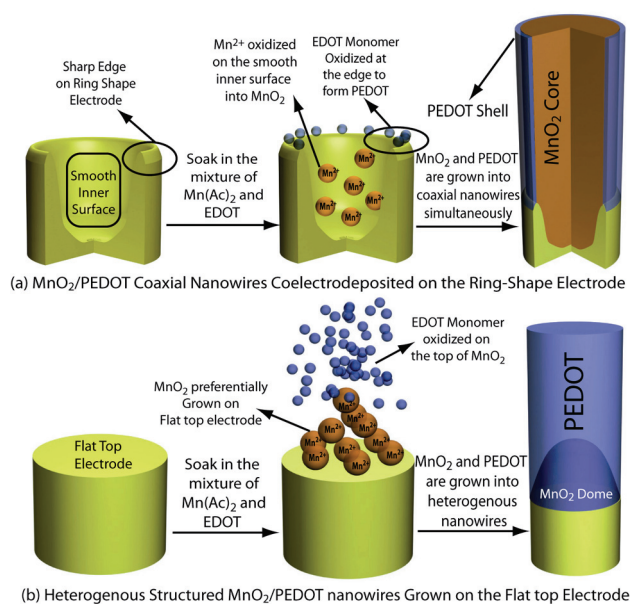 Sharp Edge
on Ring Shape
Electrode
Smooth
Inner
Surface
Soak in the
mixture of
Mn(Ac)₂ and
EDOT
Mn²⁺ oxidized
on the smooth
inner surface
into MnO₂
EDOT Monomer
Oxidized at
the edge to
form PEDOT
Mn²⁺
Mn²⁺
Mn²⁺
Mn²⁺
Mn²⁺
Mn²⁺
MnO₂ and PEDOT
are grown into
coaxial nanowires
simultaneously
PEDOT Shell
MnO₂ Core
(a) MnO₂/PEDOT Coaxial Nanowires Coelectrodeposited on the Ring-Shape Electrode
Flat Top
Electrode
Soak in the
mixture of
Mn(Ac)₂ and
EDOT
MnO₂ preferentially
Grown on
Flat top electrode
EDOT Monomer
oxidized on
the top of MnO₂
Mn²⁺
Mn²⁺
Mn²⁺
Mn²⁺
Mn²⁺
Mn²⁺
Mn²⁺
Mn²⁺
Mn²⁺
MnO₂ and PEDOT
are grown into
heterogenous
nanowires
PEDOT
MnO₂ Dome
(b) Heterogenous Structured MnO₂/PEDOT nanowires Grown on the Flat top Electrode